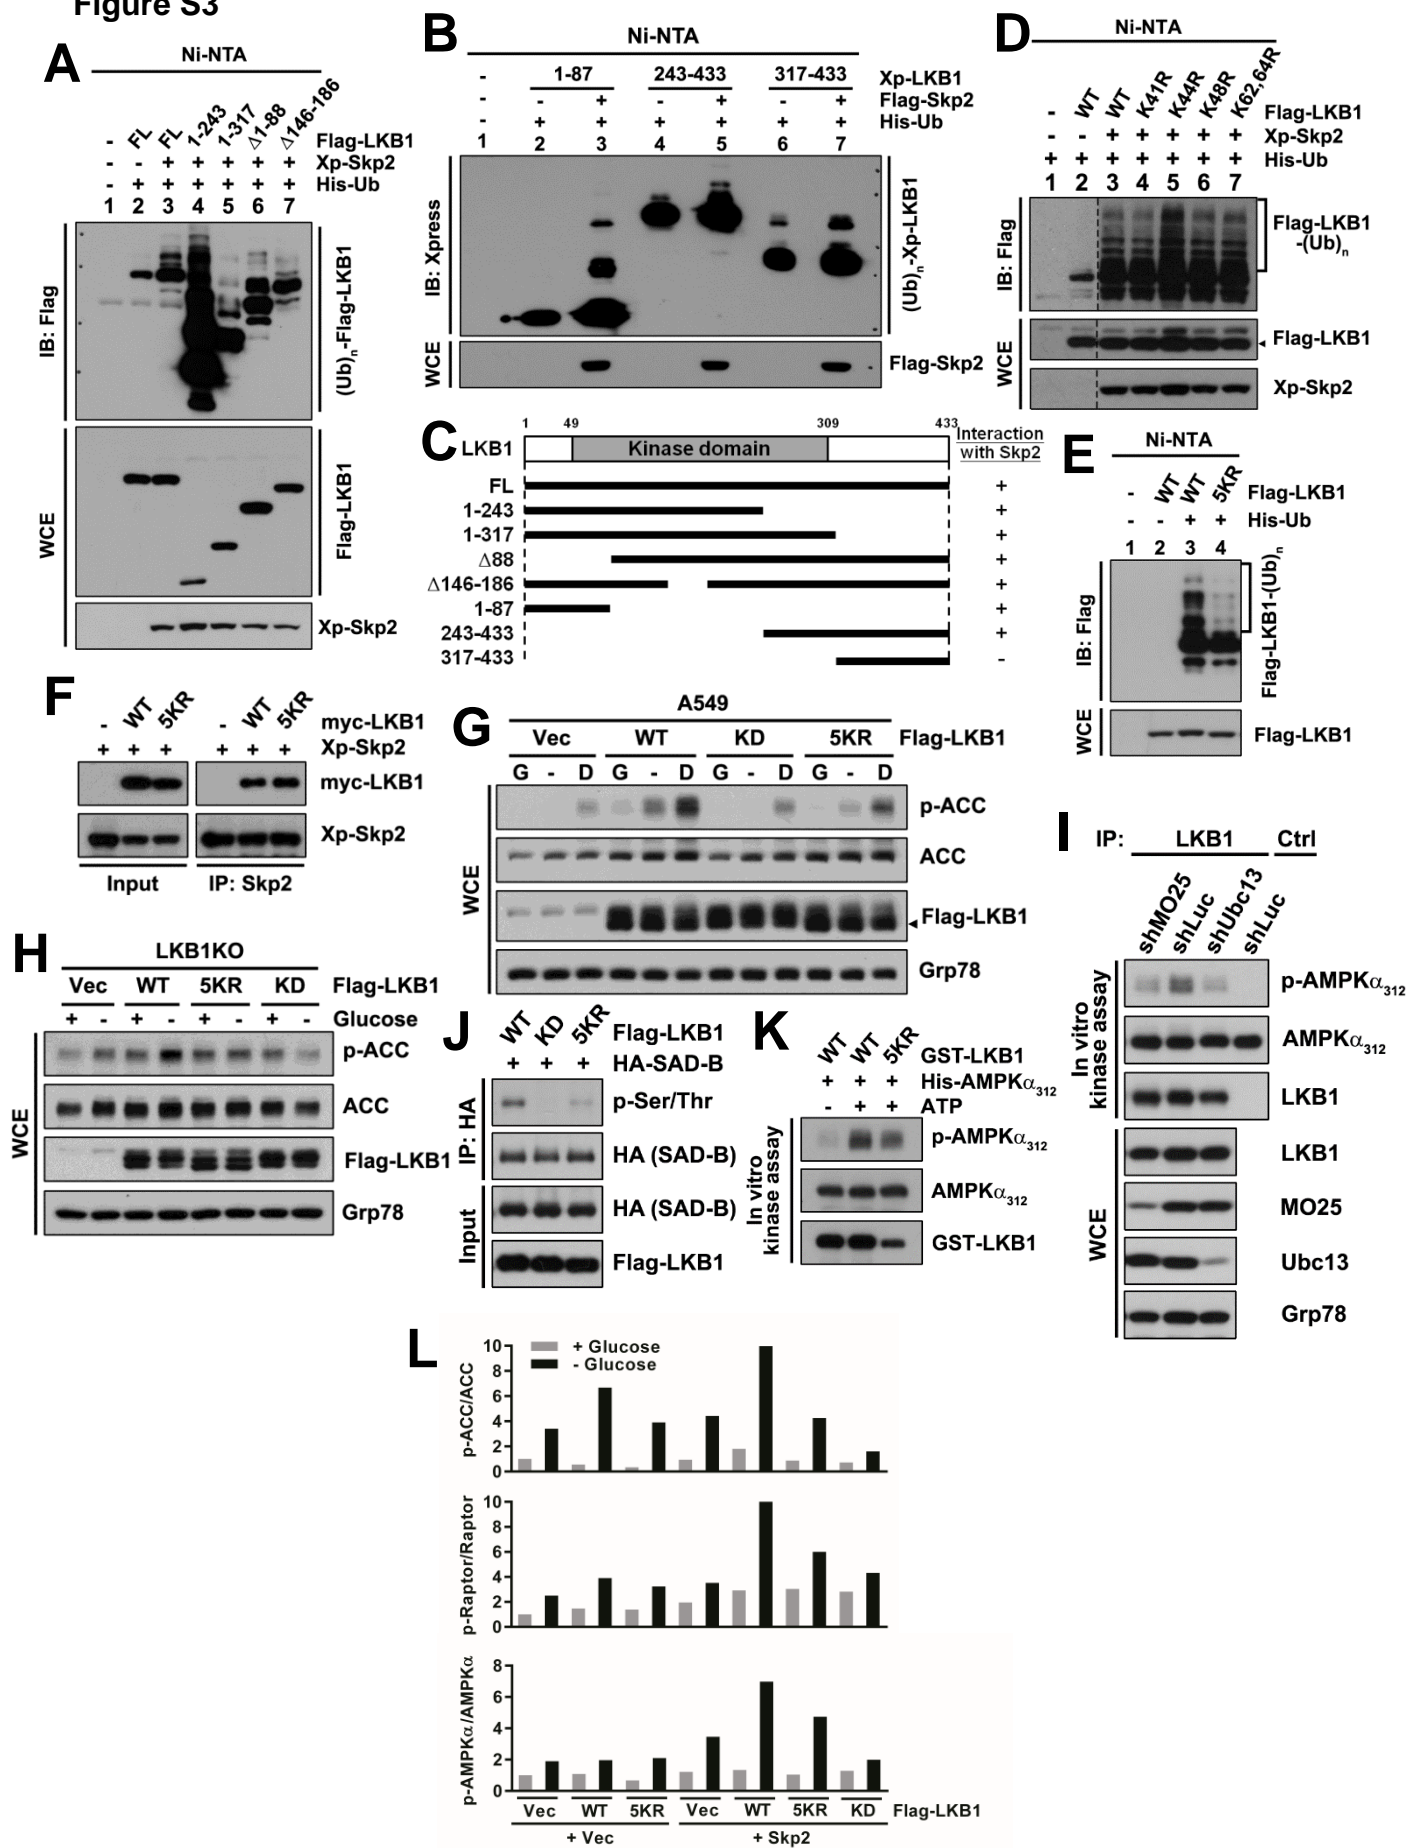 Figure S3
A
Ni-NTA
- FL FL 1-243 1-317 Δ1-88 Δ146-186 Flag-LKB1
- - + + + + + Xp-Skp2
- + + + + + + His-Ub
1 2 3 4 5 6 7
IB: Flag
(Ub)n-Flag-LKB1
WCE
Flag-LKB1
Xp-Skp2
B
Ni-NTA
- 1-87 243-433 317-433 Xp-LKB1
- - + - + - + Flag-Skp2
- + + + + + + His-Ub
1 2 3 4 5 6 7
IB: Xpress
(Ub)n-Xp-LKB1
WCE
Flag-Skp2
C
1 49 309 433
LKB1 Kinase domain
Interaction
with Skp2
FL +
1-243 +
1-317 +
Δ88 +
Δ146-186 +
1-87 +
243-433 +
317-433 -
D
Ni-NTA
- WT WT K41R K44R K48R K62,64R Flag-LKB1
- - + + + + + Xp-Skp2
+ + + + + + + His-Ub
1 2 3 4 5 6 7
IB: Flag
Flag-LKB1
-(Ub)n
WCE
Flag-LKB1
Xp-Skp2
E
Ni-NTA
- WT WT 5KR Flag-LKB1
- - + + His-Ub
1 2 3 4
IB: Flag
Flag-LKB1-(Ub)n
WCE
Flag-LKB1
F
- WT 5KR - WT 5KR myc-LKB1
+ + + + + + Xp-Skp2
myc-LKB1
Xp-Skp2
Input IP: Skp2
G
A549
Vec WT KD 5KR Flag-LKB1
G - D G - D G - D G - D
WCE
p-ACC
ACC
Flag-LKB1
Grp78
H
LKB1KO
Vec WT 5KR KD Flag-LKB1
+ - + - + - + - Glucose
WCE
p-ACC
ACC
Flag-LKB1
Grp78
I
IP: LKB1 Ctrl
shMO25 shLuc shUbc13 shLuc
In vitro
kinase assay
p-AMPKα312
AMPKα312
LKB1
WCE
LKB1
MO25
Ubc13
Grp78
J
WT KD 5KR Flag-LKB1
+ + + HA-SAD-B
IP: HA
p-Ser/Thr
HA (SAD-B)
Input
HA (SAD-B)
Flag-LKB1
K
WT WT 5KR GST-LKB1
+ + + His-AMPKα312
- + + ATP
In vitro
kinase assay
p-AMPKα312
AMPKα312
GST-LKB1
L
+ Glucose
- Glucose
p-ACC/ACC
10
8
6
4
2
0
p-Raptor/Raptor
10
8
6
4
2
0
p-AMPKα/AMPKα
8
6
4
2
0
Vec WT 5KR Vec WT 5KR KD Flag-LKB1
+ Vec + Skp2